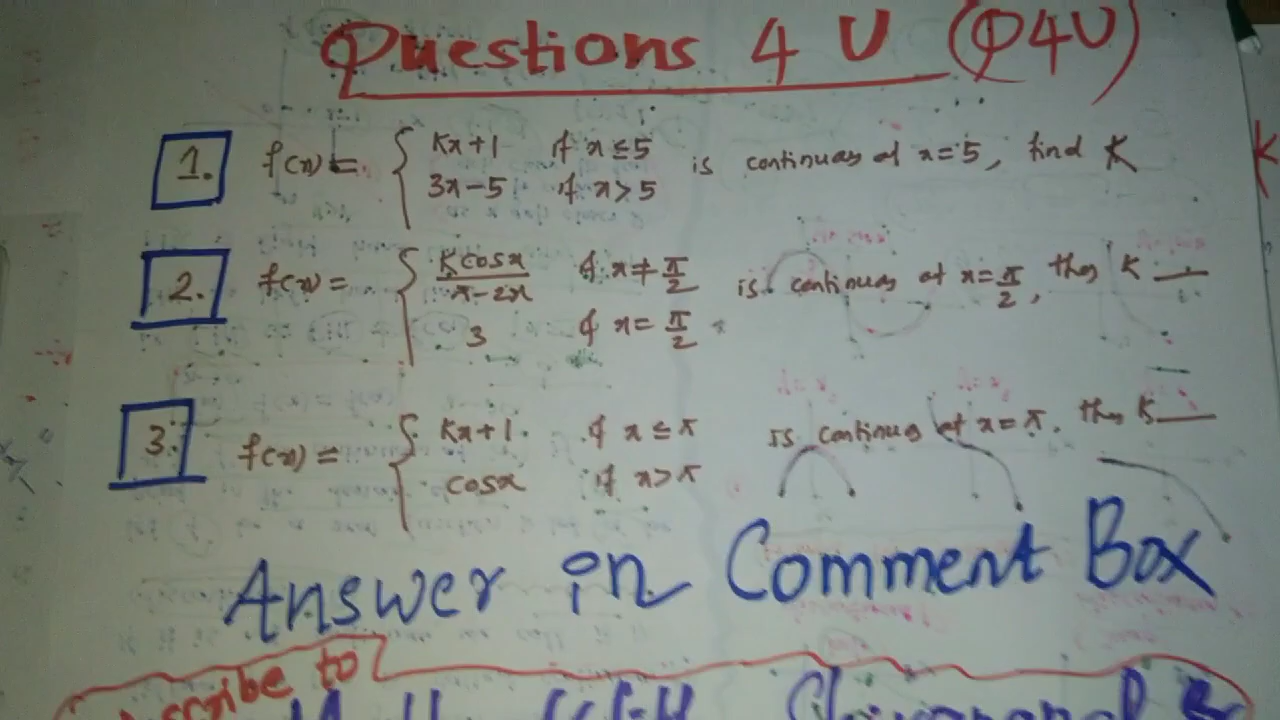 Questions 4 U (Q4U)
1. f(x) = { kx+1 if x ≤ 5 is continuous at x=5, find K
3x-5 if x > 5
2. f(x) = { kcosx/π-2x if x ≠ π/2 is continuous at x=π/2, then k ___
3 if x = π/2
3. f(x) = { kx+1 if x ≤ π is continuous at x=π. then k ___
cosx if x > π
Answer in Comment Box
to